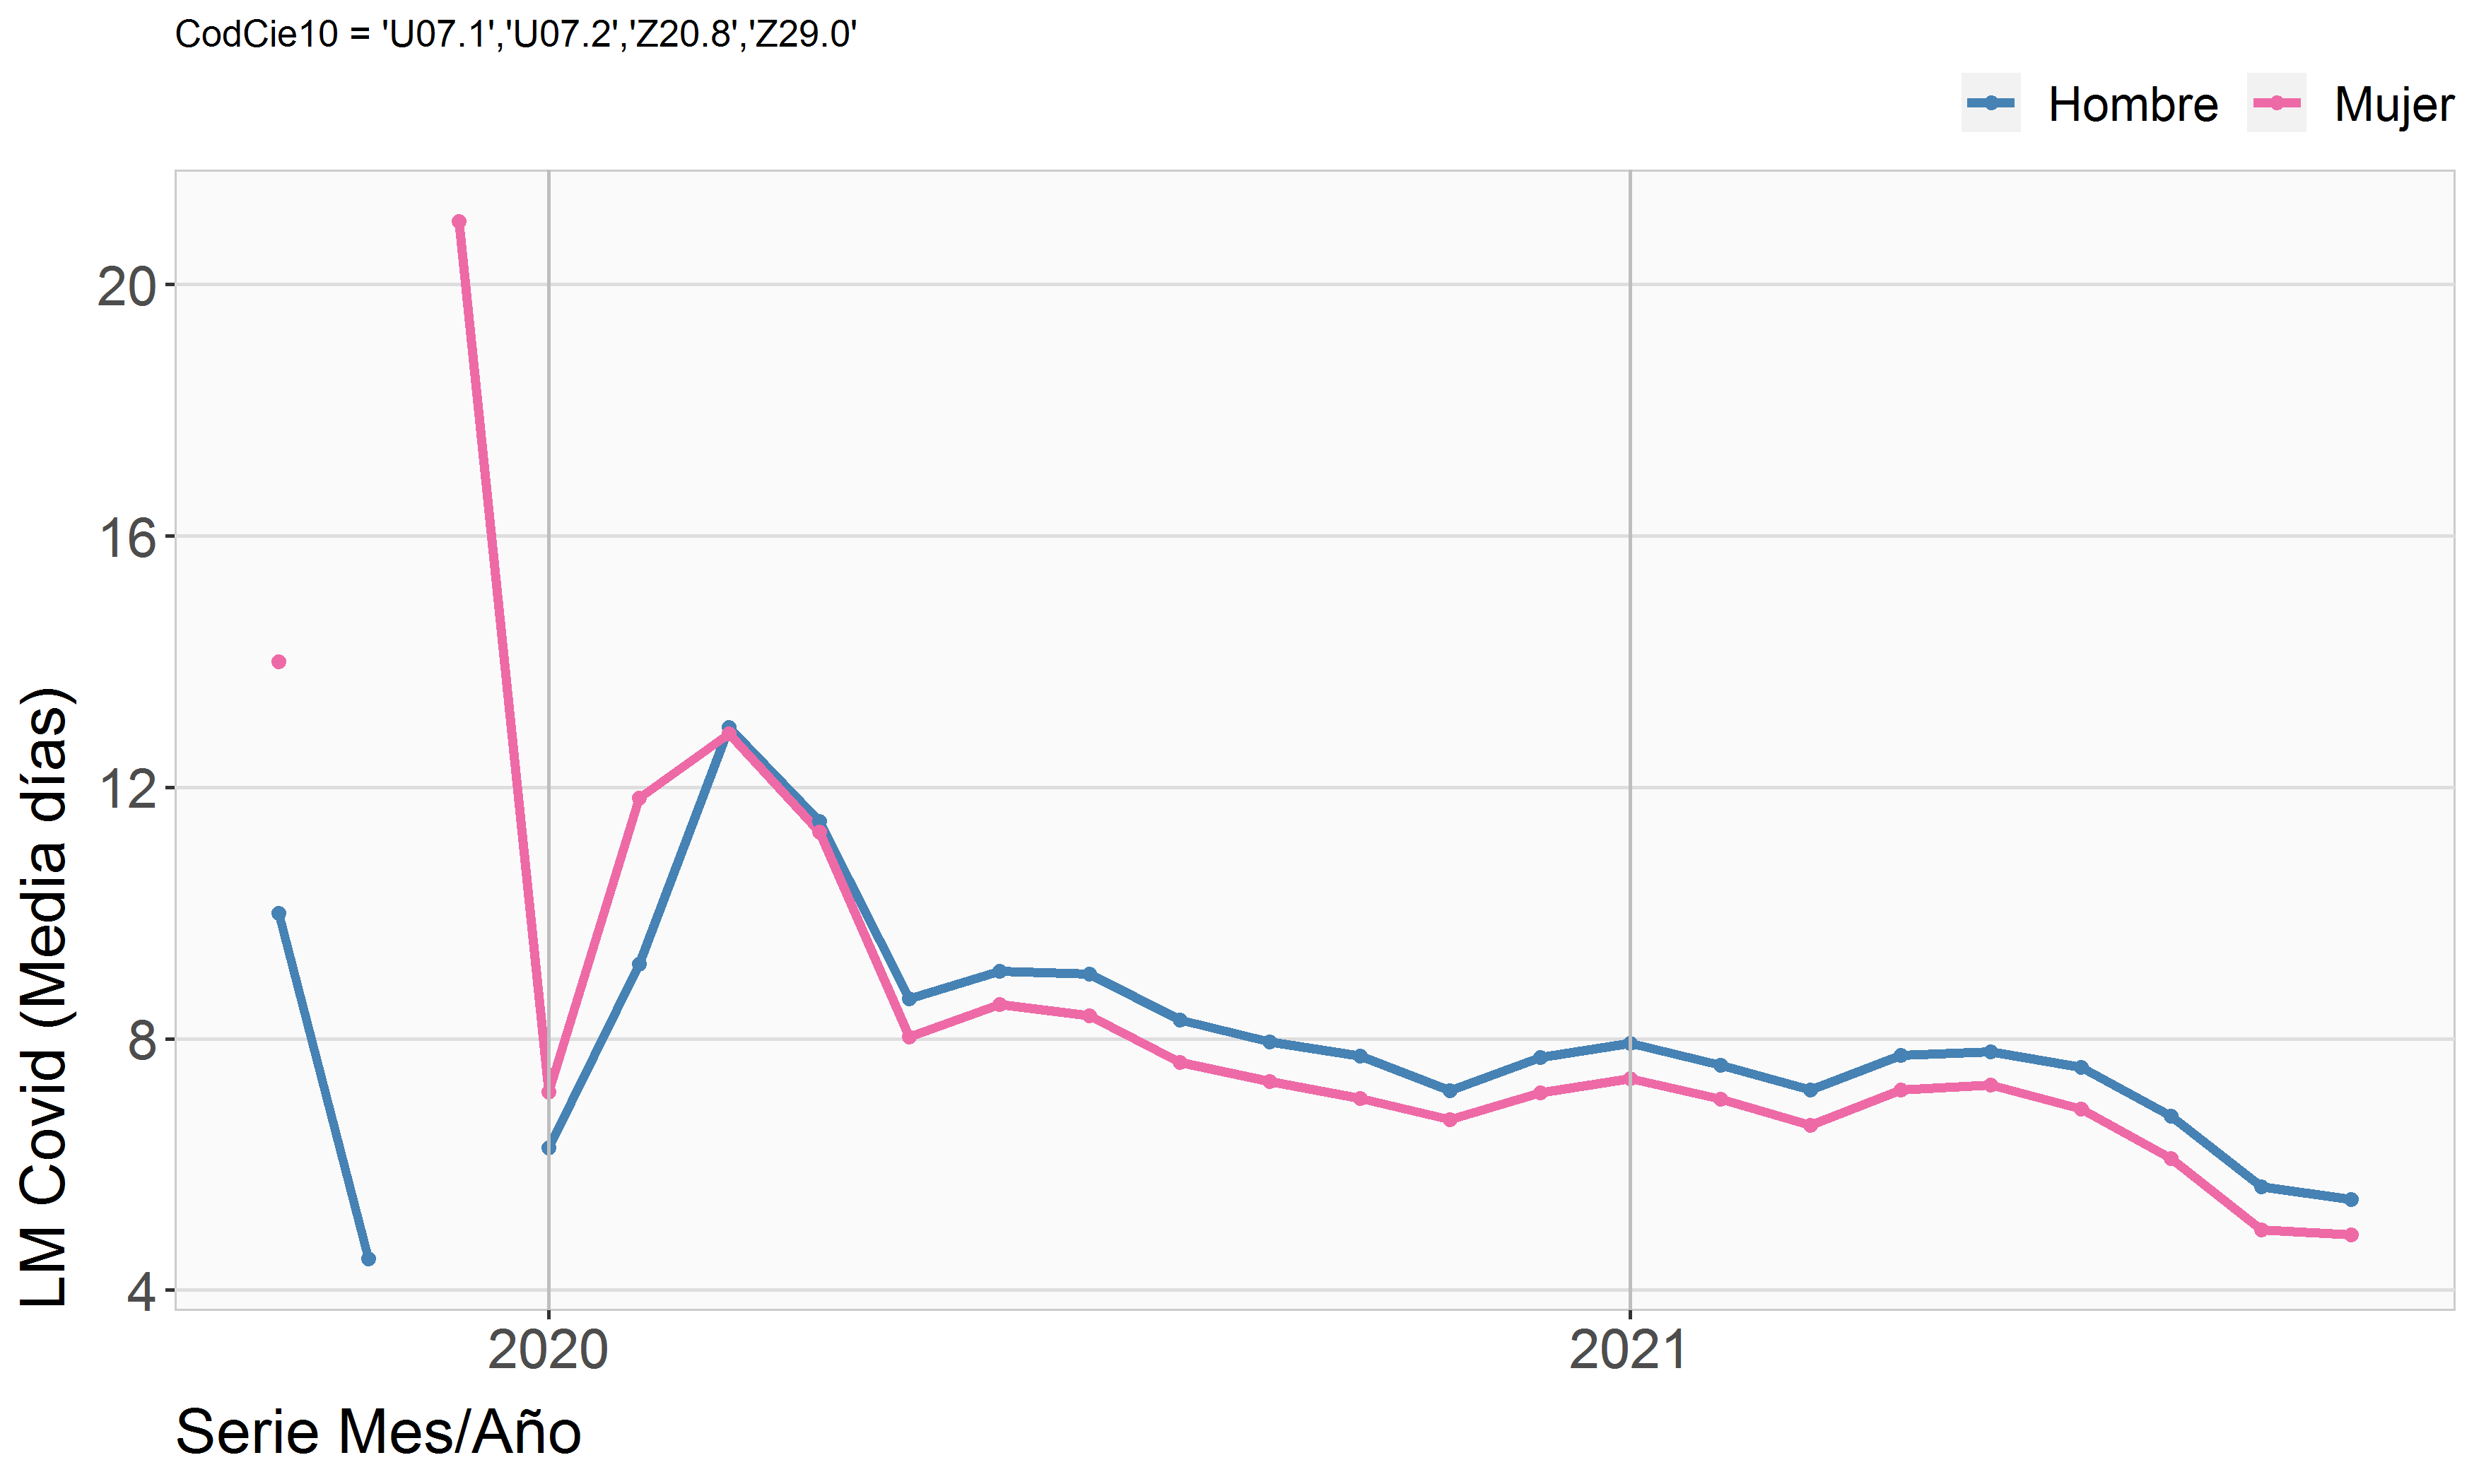 CodCie10 = 'U07.1','U07.2','Z20.8','Z29.0'
Hombre
Mujer
LM Covid (Media días)
20
16
12
8
4
2020
2021
Serie Mes/Año